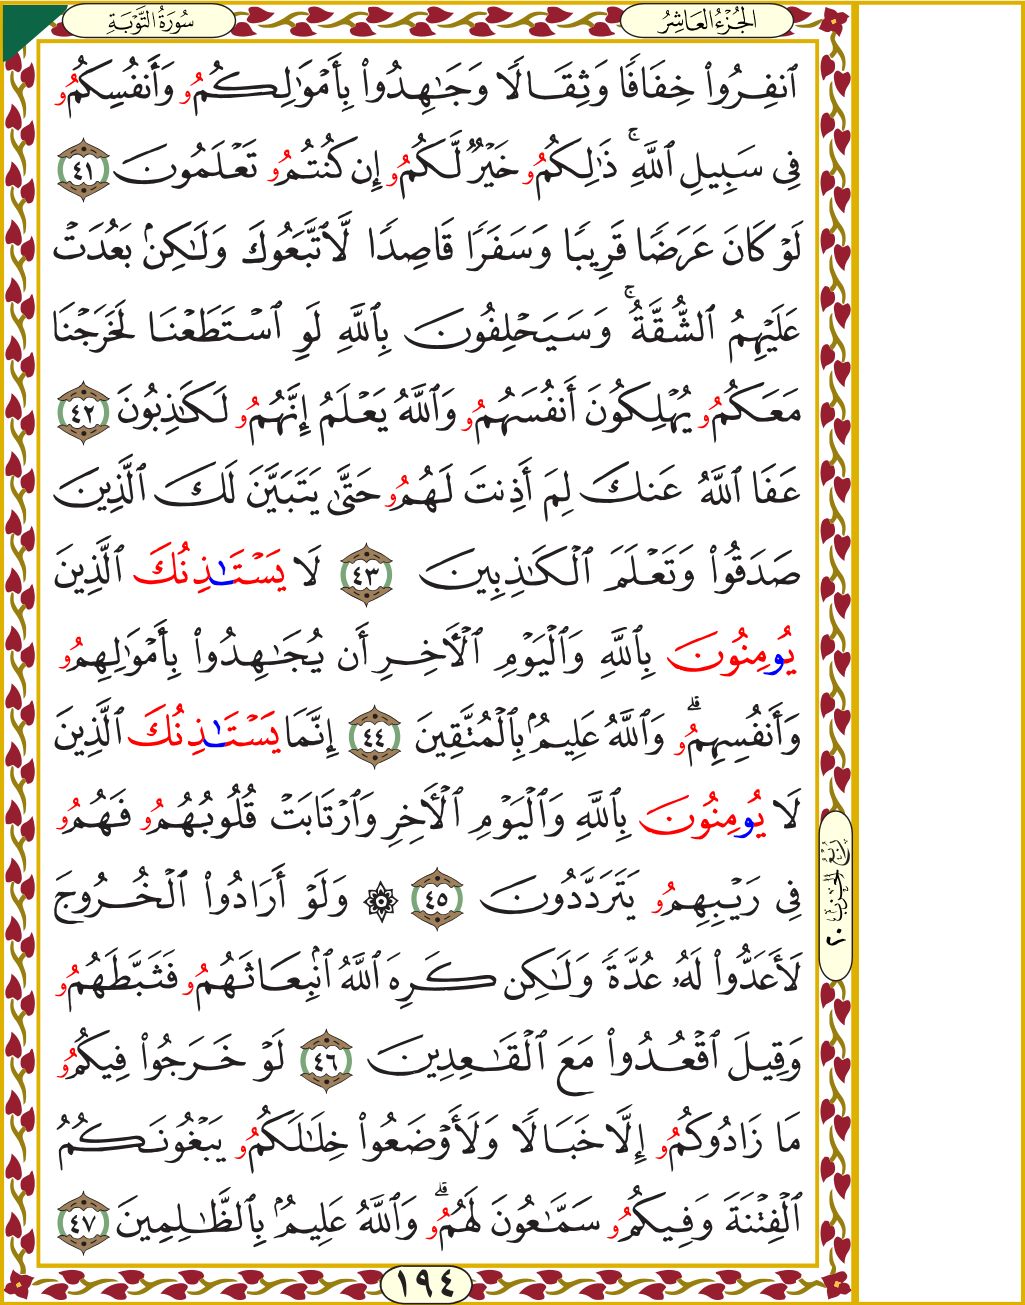 الجُزْءُ العَاشِرُ
سُورَةُ التَّوْبَةِ
ٱنفِرُوا۟ خِفَافًا وَثِقَالًا وَجَٰهِدُوا۟ بِأَمْوَٰلِكُمُۥ وَأَنفُسِكُمُۥ
فِى سَبِيلِ ٱللَّهِۚ ذَٰلِكُمُۥ خَيْرٌ لَّكُمُۥ إِن كُنتُمُۥ تَعْلَمُونَ ٤١
لَوْ كَانَ عَرَضًا قَرِيبًا وَسَفَرًا قَاصِدًا لَّٱتَّبَعُوكَ وَلَٰكِنۢ بَعُدَتْ
عَلَيْهِمُ ٱلشُّقَّةُۚ وَسَيَحْلِفُونَ بِٱللَّهِ لَوِ ٱسْتَطَعْنَا لَخَرَجْنَا
مَعَكُمُۥ يُهْلِكُونَ أَنفُسَهُمُۥ وَٱللَّهُ يَعْلَمُ إِنَّهُمُۥ لَكَٰذِبُونَ ٤٢
عَفَا ٱللَّهُ عَنكَ لِمَ أَذِنتَ لَهُمُۥ حَتَّىٰ يَتَبَيَّنَ لَكَ ٱلَّذِينَ
صَدَقُوا۟ وَتَعْلَمَ ٱلْكَٰذِبِينَ ٤٣ لَا يَسْتَٰذِنُكَ ٱلَّذِينَ
يُومِنُونَ بِٱللَّهِ وَٱلْيَوْمِ ٱلْأَخِرِ أَن يُجَٰهِدُوا۟ بِأَمْوَٰلِهِمُۥ
وَأَنفُسِهِمُۥۗ وَٱللَّهُ عَلِيمٌۢ بِٱلْمُتَّقِينَ ٤٤ إِنَّمَا يَسْتَٰذِنُكَ ٱلَّذِينَ
لَا يُومِنُونَ بِٱللَّهِ وَٱلْيَوْمِ ٱلْأَخِرِ وَٱرْتَابَتْ قُلُوبُهُمُۥ فَهُمُۥ
فِى رَيْبِهِمُۥ يَتَرَدَّدُونَ ٤٥ ۞ وَلَوْ أَرَادُوا۟ ٱلْخُرُوجَ
لَأَعَدُّوا۟ لَهُۥ عُدَّةً وَلَٰكِن كَرِهَ ٱللَّهُ ٱنۢبِعَاثَهُمُۥ فَثَبَّطَهُمُۥ
وَقِيلَ ٱقْعُدُوا۟ مَعَ ٱلْقَٰعِدِينَ ٤٦ لَوْ خَرَجُوا۟ فِيكُمُۥ
مَا زَادُوكُمُۥ إِلَّا خَبَالًا وَلَأَوْضَعُوا۟ خِلَٰلَكُمُۥ يَبْغُونَكُمُ
ٱلْفِتْنَةَ وَفِيكُمُۥ سَمَّٰعُونَ لَهُمُۥۗ وَٱللَّهُ عَلِيمٌۢ بِٱلظَّٰلِمِينَ ٤٧
رُبْعُ الحِزْبِ ٢٠
١٩٤